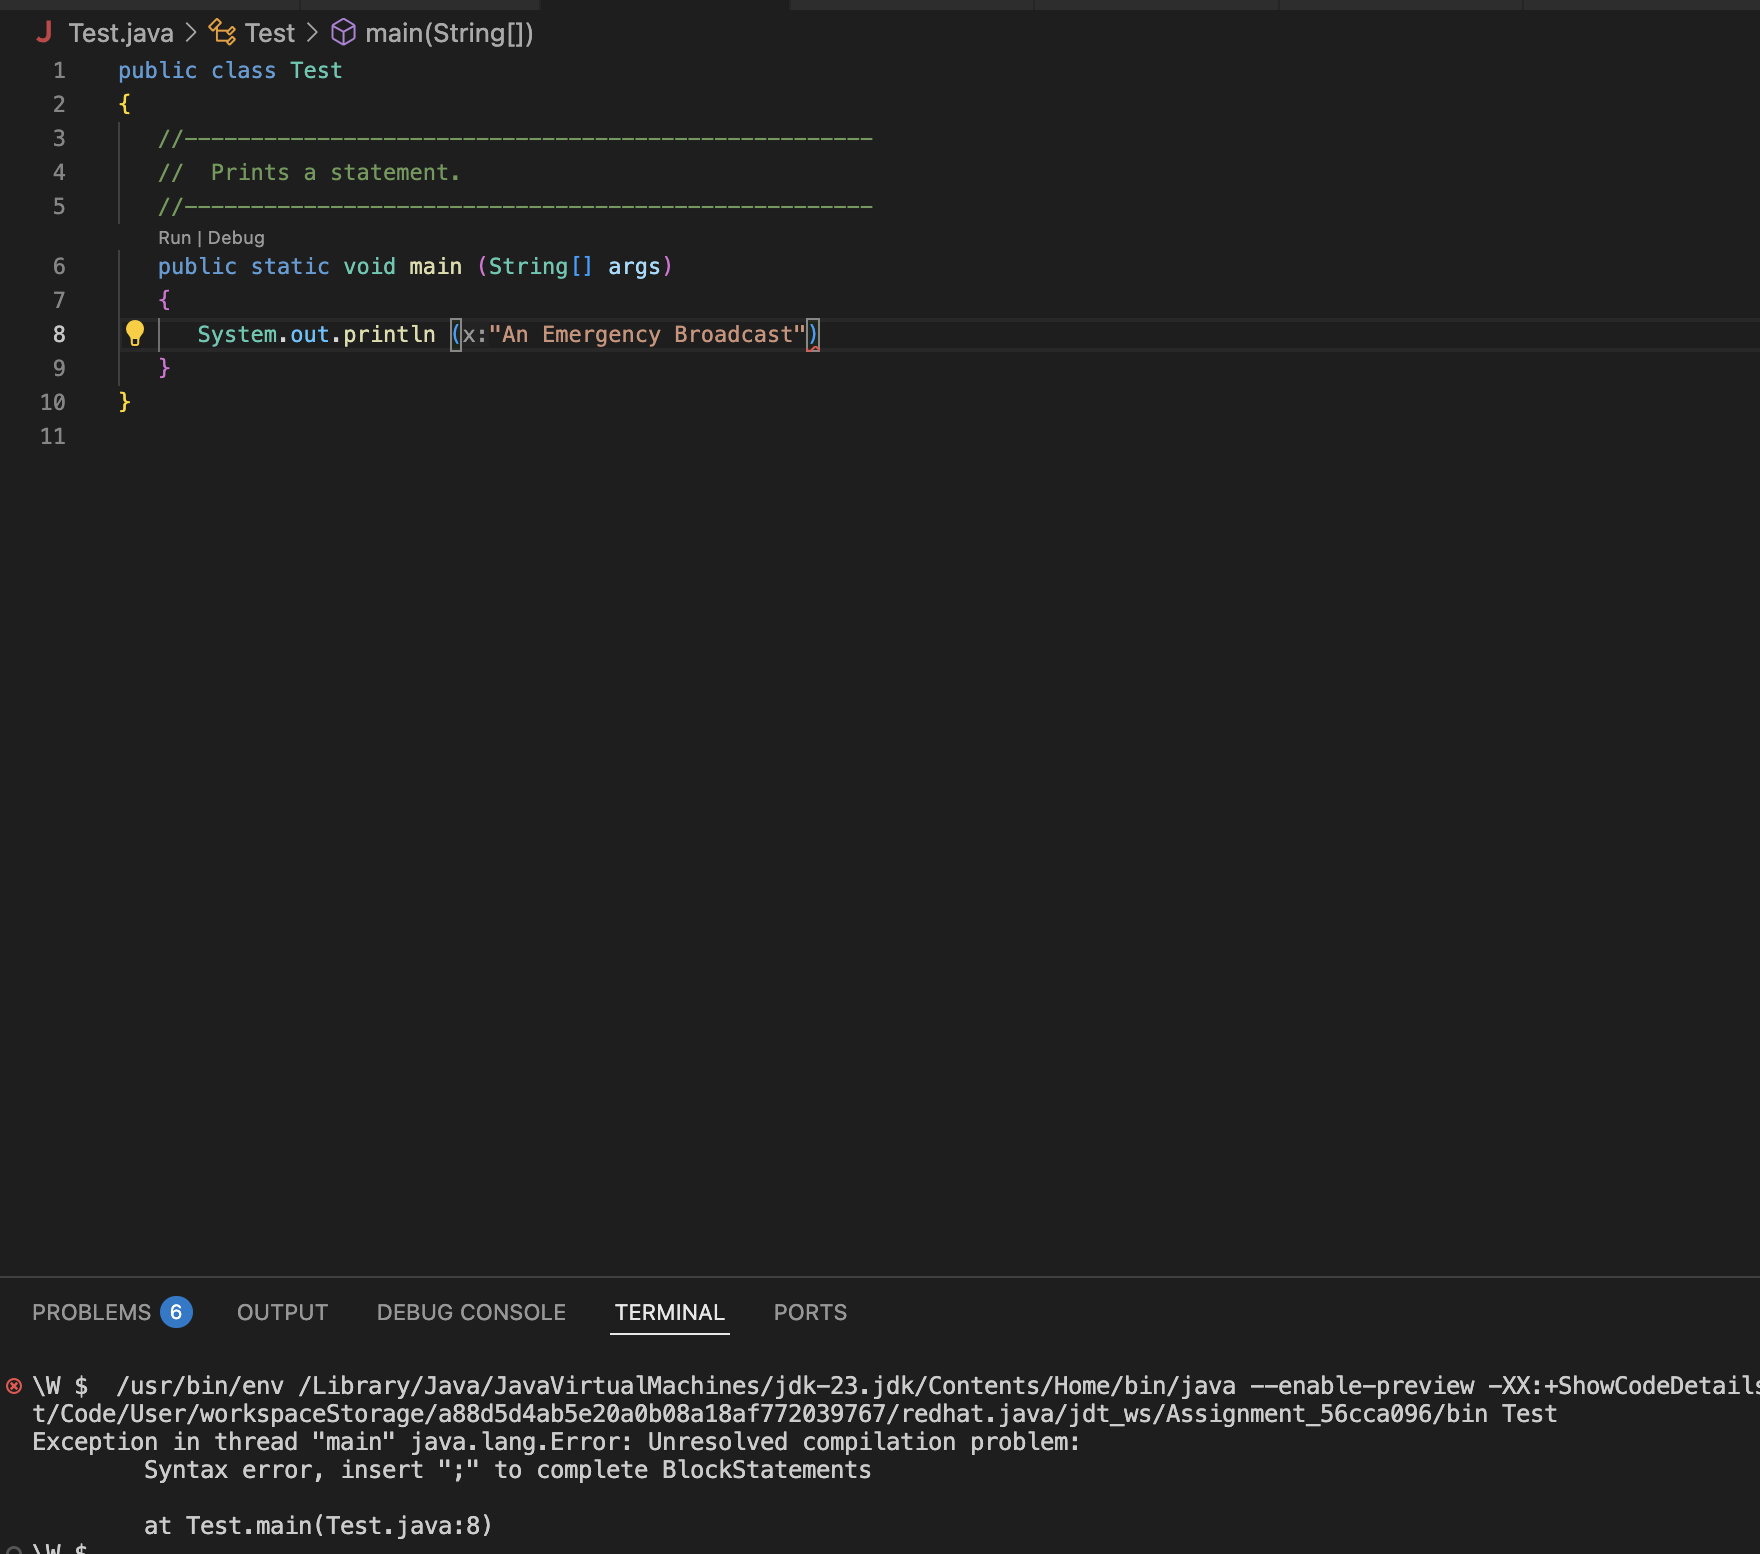 Test.java > Test > main(String[])
1 public class Test
2 {
3 //----------------------------------------------------
4 //  Prints a statement.
5 //----------------------------------------------------
Run | Debug
6 public static void main (String[] args)
7 {
8 System.out.println (x:"An Emergency Broadcast")
9 }
10 }
11
PROBLEMS 6 OUTPUT DEBUG CONSOLE TERMINAL PORTS
\W $  /usr/bin/env /Library/Java/JavaVirtualMachines/jdk-23.jdk/Contents/Home/bin/java --enable-preview -XX:+ShowCodeDetails
t/Code/User/workspaceStorage/a88d5d4ab5e20a0b08a18af772039767/redhat.java/jdt_ws/Assignment_56cca096/bin Test
Exception in thread "main" java.lang.Error: Unresolved compilation problem:
Syntax error, insert ";" to complete BlockStatements
at Test.main(Test.java:8)
\W $